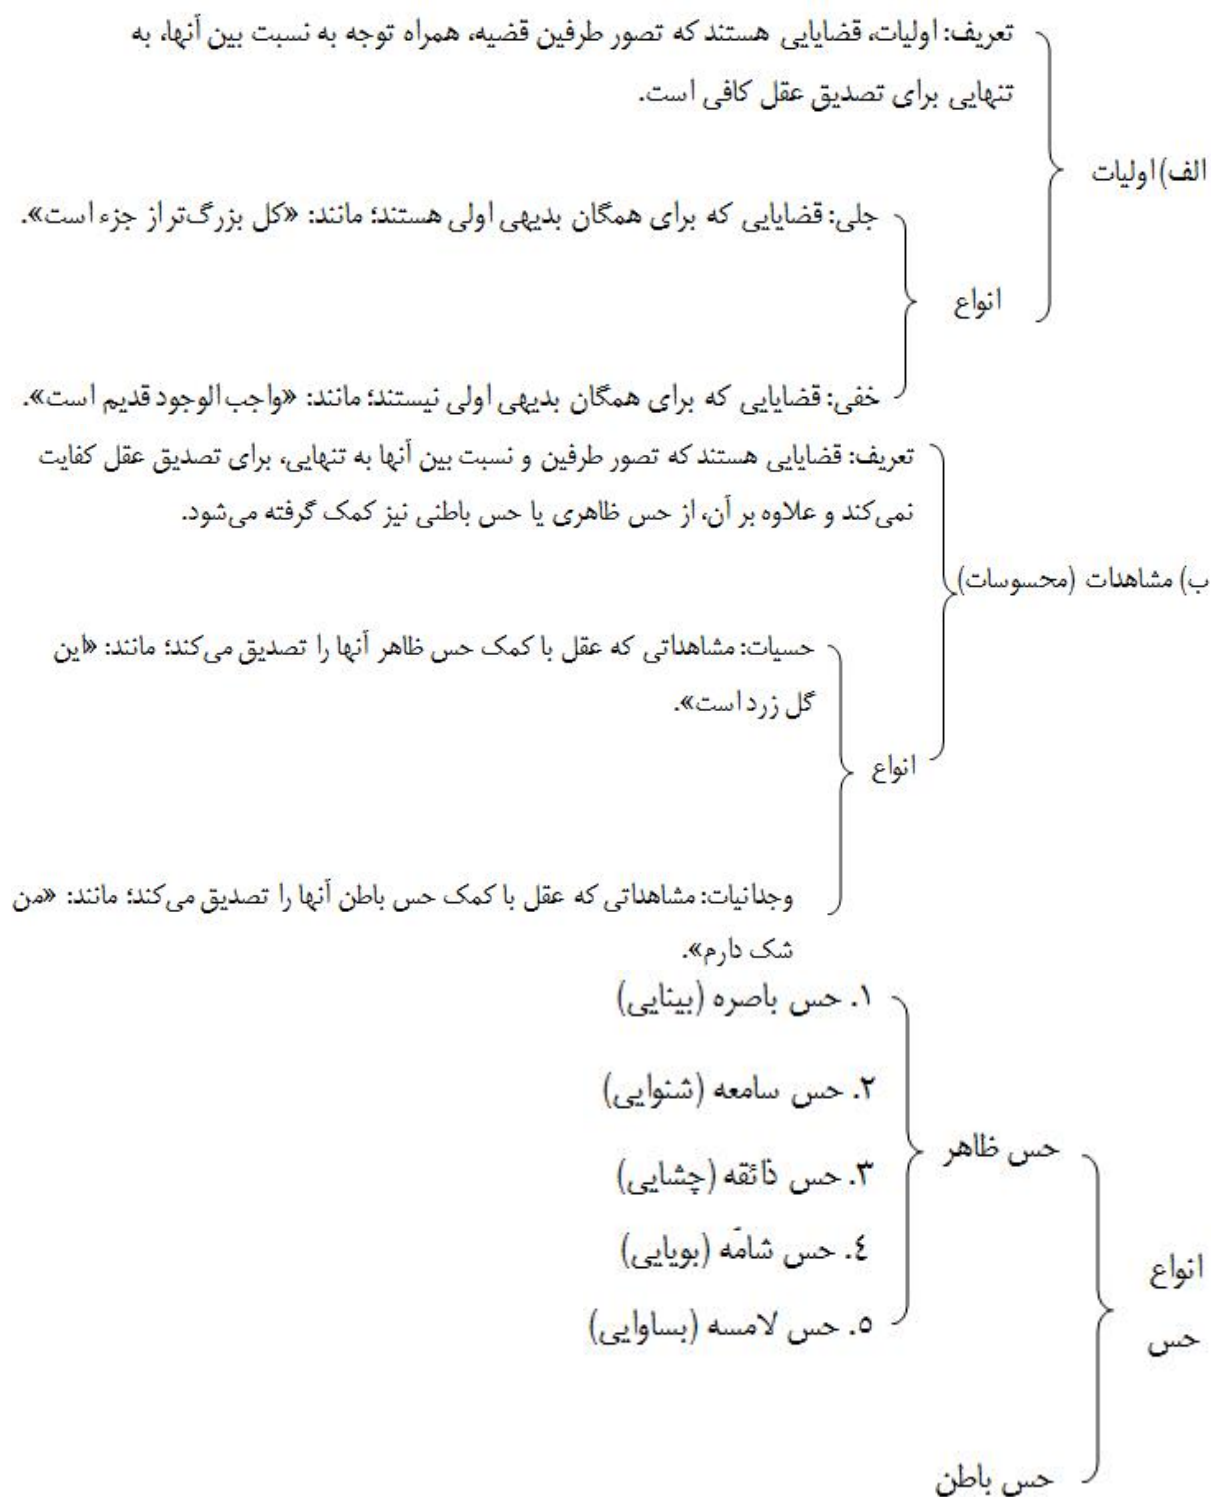 تعریف: اولیات، قضایایی هستند که تصور طرفین قضیه، همراه توجه به نسبت بین آنها، به
تنهایی برای تصدیق عقل کافی است.
الف) اولیات
جلی: قضایایی که برای همگان بدیهی اولی هستند؛ مانند: «کل بزرگ‌تر از جزء است».
انواع
خفی: قضایایی که برای همگان بدیهی اولی نیستند؛ مانند: «واجب الوجود قدیم است».
تعریف: قضایایی هستند که تصور طرفین و نسبت بین آنها به تنهایی، برای تصدیق عقل کفایت
نمی‌کند و علاوه بر آن، از حس ظاهری یا حس باطنی نیز کمک گرفته می‌شود.
ب) مشاهدات (محسوسات)
حسیات: مشاهداتی که عقل با کمک حس ظاهر آنها را تصدیق می‌کند؛ مانند: «این
گل زرد است».
انواع
وجدانیات: مشاهداتی که عقل با کمک حس باطن آنها را تصدیق می‌کند؛ مانند: «من
شک دارم».
۱. حس باصره (بینایی)
۲. حس سامعه (شنوایی)
حس ظاهر
۳. حس ذائقه (چشایی)
٤. حس شامّه (بویایی)
انواع
۵. حس لامسه (بساوایی)
حس
حس باطن